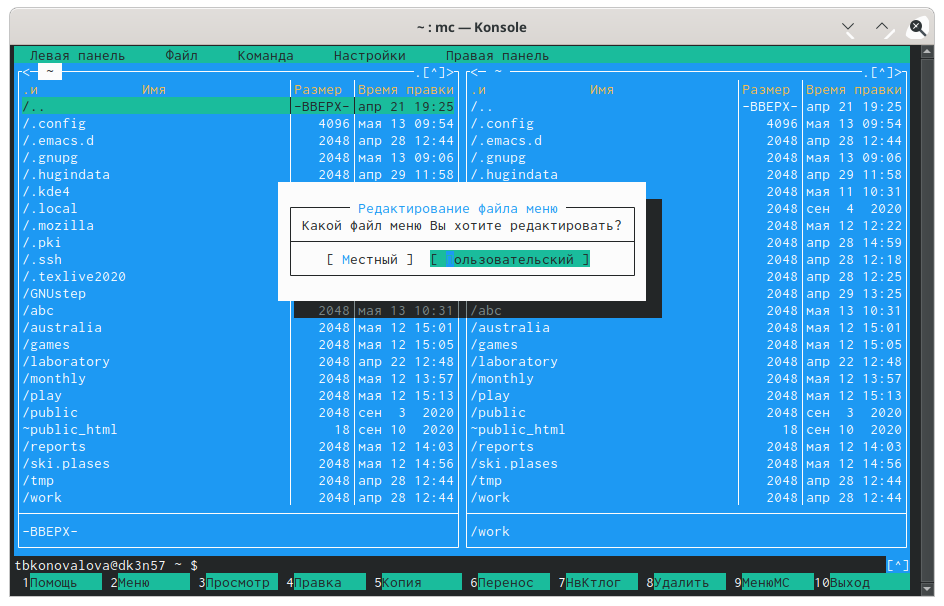 ~ : mc — Konsole
Левая панель Файл Команда Настройки Правая панель
<─ ~ .[^]> <─ ~ .[^]>
.и Имя Размер Время правки .и Имя Размер Время правки
/.. -ВВЕРХ- апр 21 19:25 /.. -ВВЕРХ- апр 21 19:25
/.config 4096 мая 13 09:54 /.config 4096 мая 13 09:54
/.emacs.d 2048 апр 28 12:44 /.emacs.d 2048 апр 28 12:44
/.gnupg 2048 мая 13 09:06 /.gnupg 2048 мая 13 09:06
/.hugindata 2048 апр 29 11:58 /.hugindata 2048 апр 29 11:58
/.kde4 2048 мая 11 10:31
/.local 2048 сен 4 2020
/.mozilla 2048 мая 12 12:22
/.pki 2048 апр 28 14:59
/.ssh 2048 апр 28 12:18
/.texlive2020 2048 апр 28 12:25
/GNUstep 2048 апр 29 13:25
Редактирование файла меню
Какой файл меню Вы хотите редактировать?
[ Местный ] [ Пользовательский ]
/abc 2048 мая 13 10:31 /abc 2048 мая 13 10:31
/australia 2048 мая 12 15:01 /australia 2048 мая 12 15:01
/games 2048 мая 12 15:05 /games 2048 мая 12 15:05
/laboratory 2048 апр 22 12:48 /laboratory 2048 апр 22 12:48
/monthly 2048 мая 12 13:57 /monthly 2048 мая 12 13:57
/play 2048 мая 12 15:13 /play 2048 мая 12 15:13
/public 2048 сен 3 2020 /public 2048 сен 3 2020
~public_html 18 сен 10 2020 ~public_html 18 сен 10 2020
/reports 2048 мая 12 14:03 /reports 2048 мая 12 14:03
/ski.plases 2048 мая 12 14:56 /ski.plases 2048 мая 12 14:56
/tmp 2048 апр 28 12:44 /tmp 2048 апр 28 12:44
/work 2048 апр 28 12:44 /work 2048 апр 28 12:44
-ВВЕРХ- /work
tbkonovalova@dk3n57 ~ $ [^]
1Помощь 2Меню 3Просмотр 4Правка 5Копия 6Перенос 7НвКтлог 8Удалить 9МенюМС 10Выход